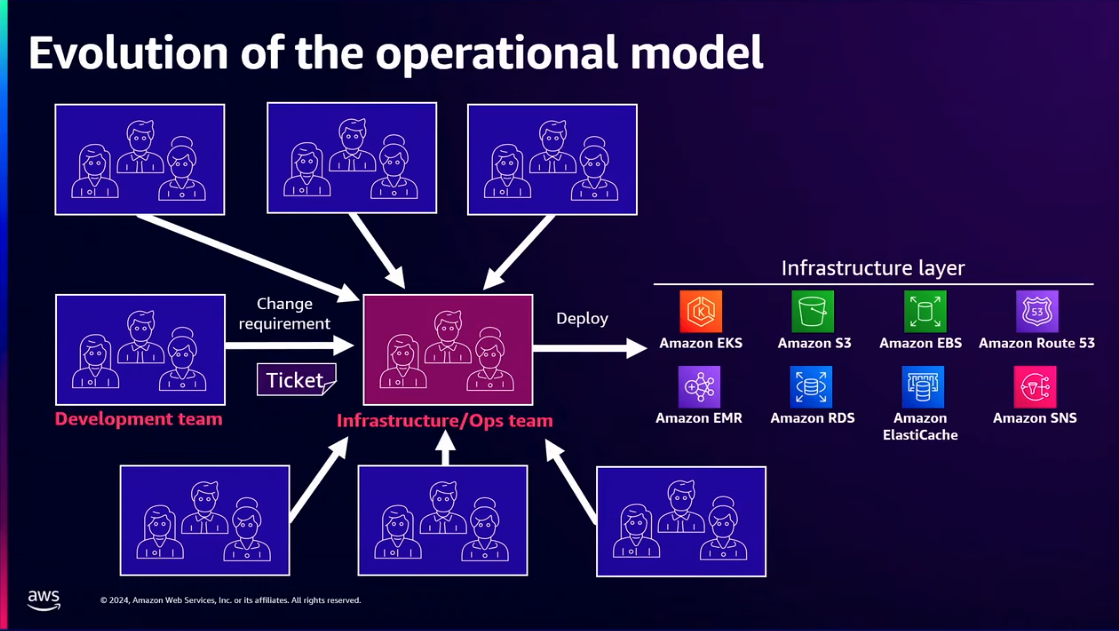 Evolution of the operational model
Change
requirement
Ticket
Development team
Infrastructure/Ops team
Deploy
Infrastructure layer
Amazon EKS
Amazon S3
Amazon EBS
53
Amazon Route 53
Amazon EMR
Amazon RDS
Amazon
ElastiCache
Amazon SNS
aws
© 2024, Amazon Web Services, Inc. or its affiliates. All rights reserved.